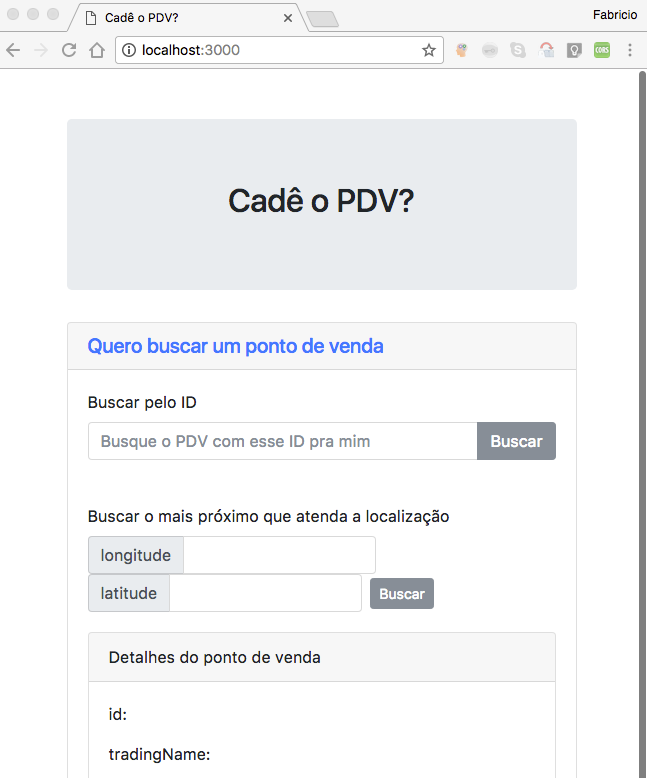 Cadê o PDV?
Fabricio
localhost:3000
CORS
Cadê o PDV?
Quero buscar um ponto de venda
Buscar pelo ID
Busque o PDV com esse ID pra mim
Buscar
Buscar o mais próximo que atenda a localização
longitude
latitude
Buscar
Detalhes do ponto de venda
id:
tradingName: